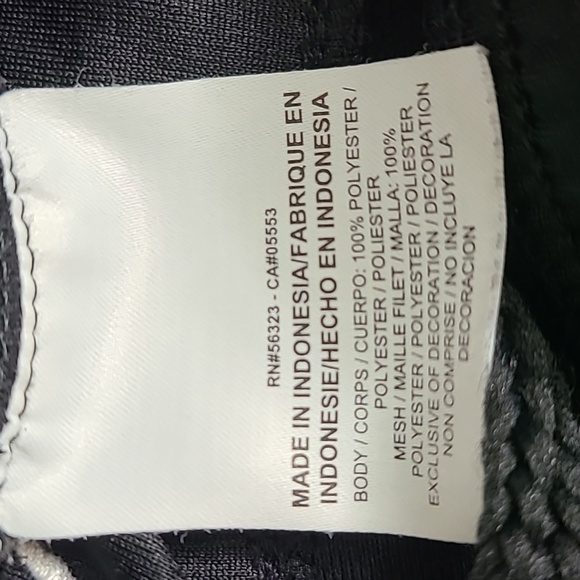 RN#56323 - CA#05553
MADE IN INDONESIA/FABRIQUE EN
INDONESIE/HECHO EN INDONESIA
BODY / CORPS / CUERPO: 100% POLYESTER /
POLYESTER / POLIESTER
MESH / MAILLE FILET / MALLA: 100%
POLYESTER / POLYESTER / POLIESTER
EXCLUSIVE OF DECORATION / DECORATION
NON COMPRISE / NO INCLUYE LA
DECORACION